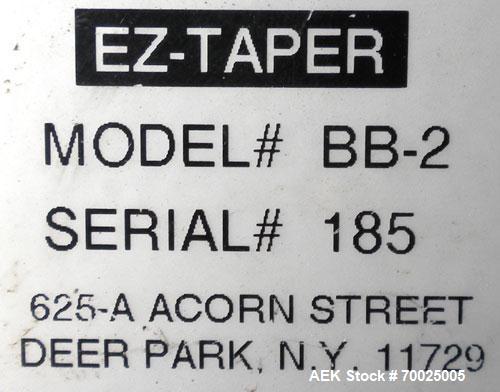 EZ-TAPER
MODEL# BB-2
SERIAL# 185
625-A ACORN STREET
DEER PARK, N.Y. 11729
AEK Stock # 70025005